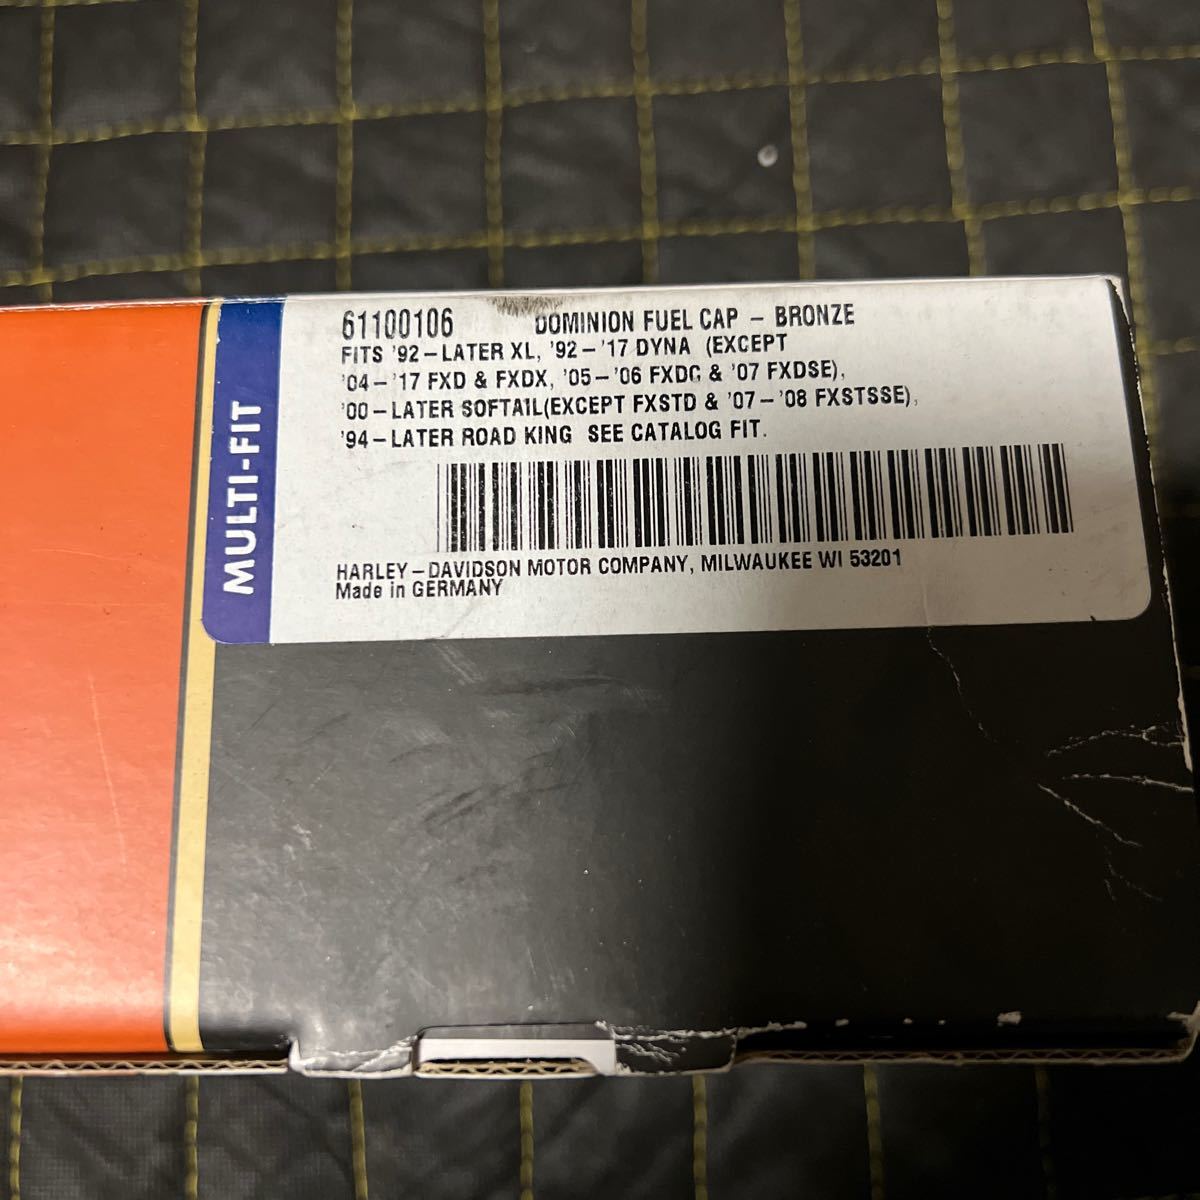 MULTI-FIT
61100106 DOMINION FUEL CAP - BRONZE
FITS '92-LATER XL, '92-'17 DYNA (EXCEPT
'04-'17 FXD & FXDX, '05-'06 FXDC & '07 FXDSE),
'00-LATER SOFTAIL(EXCEPT FXSTD & '07-'08 FXSTSSE),
'94-LATER ROAD KING SEE CATALOG FIT.
HARLEY-DAVIDSON MOTOR COMPANY, MILWAUKEE WI 53201
Made in GERMANY